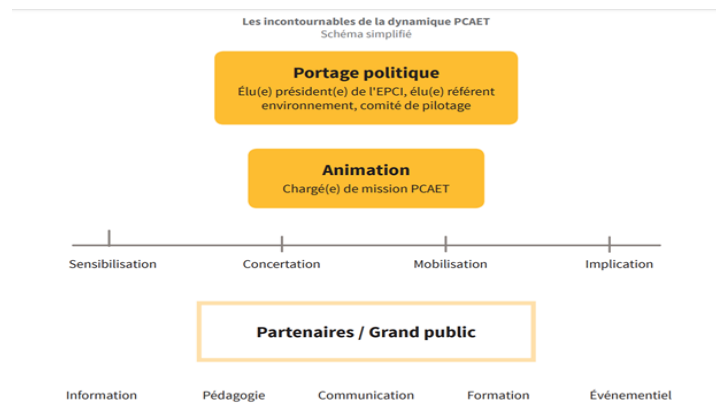 Les incontournables de la dynamique PCAET
Schéma simplifié
Portage politique
Élu(e) président(e) de l'EPCI, élu(e) référent
environnement, comité de pilotage
Animation
Chargé(e) de mission PCAET
Sensibilisation Concertation Mobilisation Implication
Partenaires / Grand public
Information Pédagogie Communication Formation Événementiel